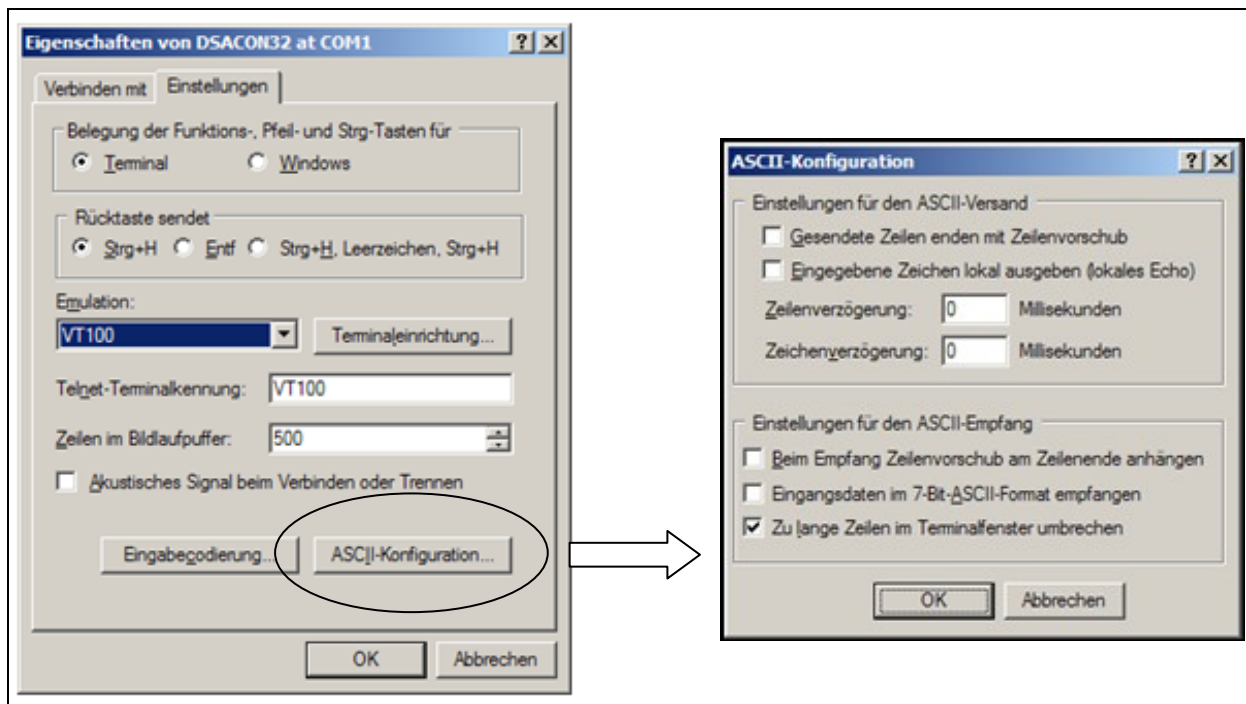 Eigenschaften von DSACON32 at COM1
Verbinden mit Einstellungen
Belegung der Funktions-, Pfeil- und Strg-Tasten für
Terminal Windows
Rücktaste sendet
Strg+H Entf Strg+H, Leerzeichen, Strg+H
Emulation:
VT100 Terminaleinrichtung...
Telnet-Terminalkennung: VT100
Zeilen im Bildlaufpuffer: 500
Akustisches Signal beim Verbinden oder Trennen
Eingabecodierung... ASCII-Konfiguration...
OK Abbrechen
ASCII-Konfiguration
Einstellungen für den ASCII-Versand
Gesendete Zeilen enden mit Zeilenvorschub
Eingegebene Zeichen lokal ausgeben (lokales Echo)
Zeilenverzögerung: 0 Millisekunden
Zeichenverzögerung: 0 Millisekunden
Einstellungen für den ASCII-Empfang
Beim Empfang Zeilenvorschub am Zeilenende anhängen
Eingangsdaten im 7-Bit-ASCII-Format empfangen
Zu lange Zeilen im Terminalfenster umbrechen
OK Abbrechen